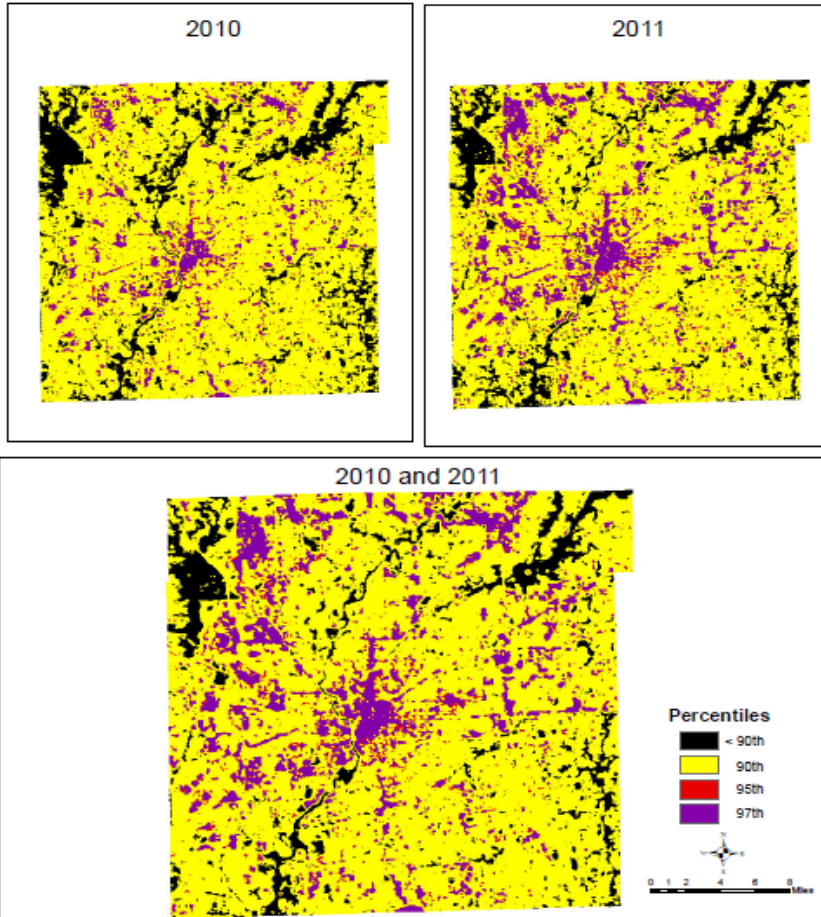 2010
2011
2010 and 2011
Percentiles
< 90th
90th
95th
97th
N
S
0 1 2 4 6 8
Miles